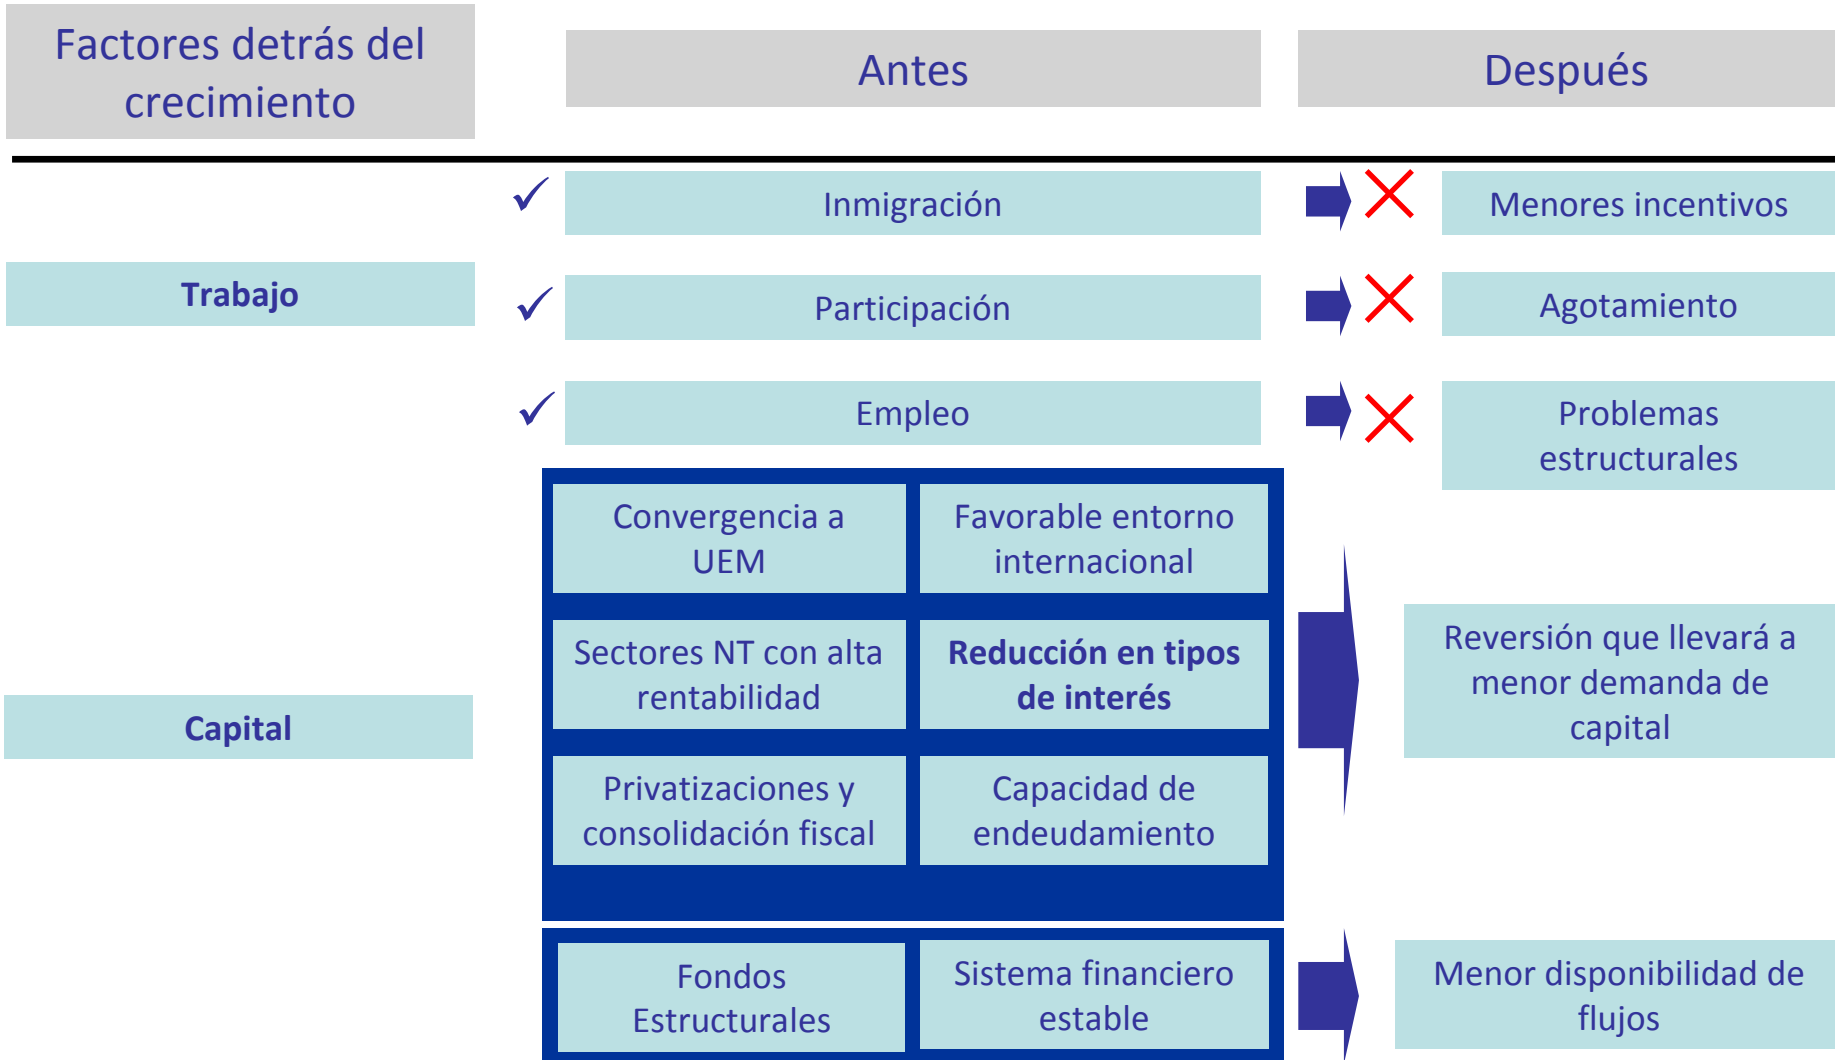 Factores detrás del
crecimiento
Antes
Después
Inmigración
Menores incentivos
Trabajo
Participación
Agotamiento
Empleo
Problemas
estructurales
Convergencia a
UEM
Favorable entorno
internacional
Sectores NT con alta
rentabilidad
Reducción en tipos
de interés
Reversión que llevará a
menor demanda de
capital
Capital
Privatizaciones y
consolidación fiscal
Capacidad de
endeudamiento
Fondos
Estructurales
Sistema financiero
estable
Menor disponibilidad de
flujos